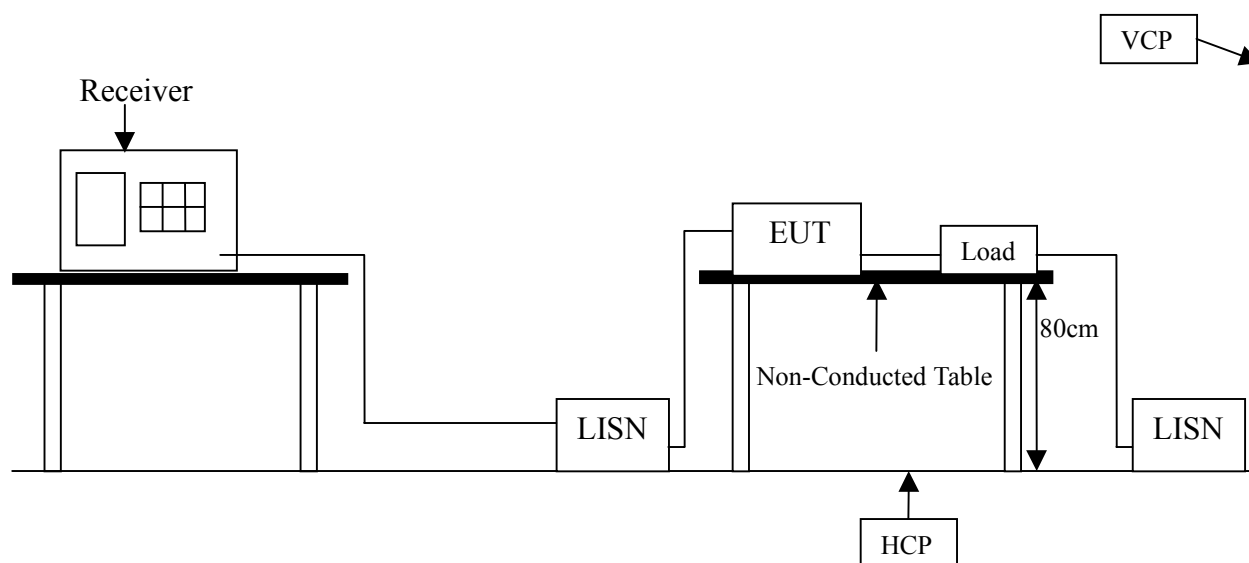 VCP
Receiver
EUT
Load
80cm
Non-Conducted Table
LISN
LISN
HCP